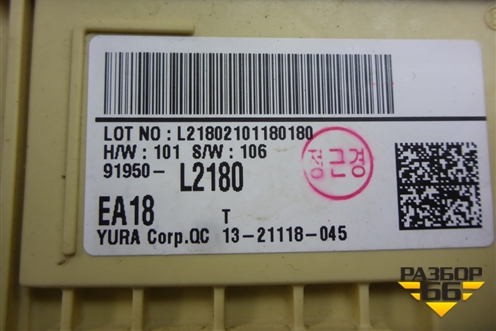 LOT NO : L21802101180180
H/W : 101 S/W : 106
91950- L2180
EA18 T
YURA Corp.QC 13-21118-045
정근경
РАЗБОР
66